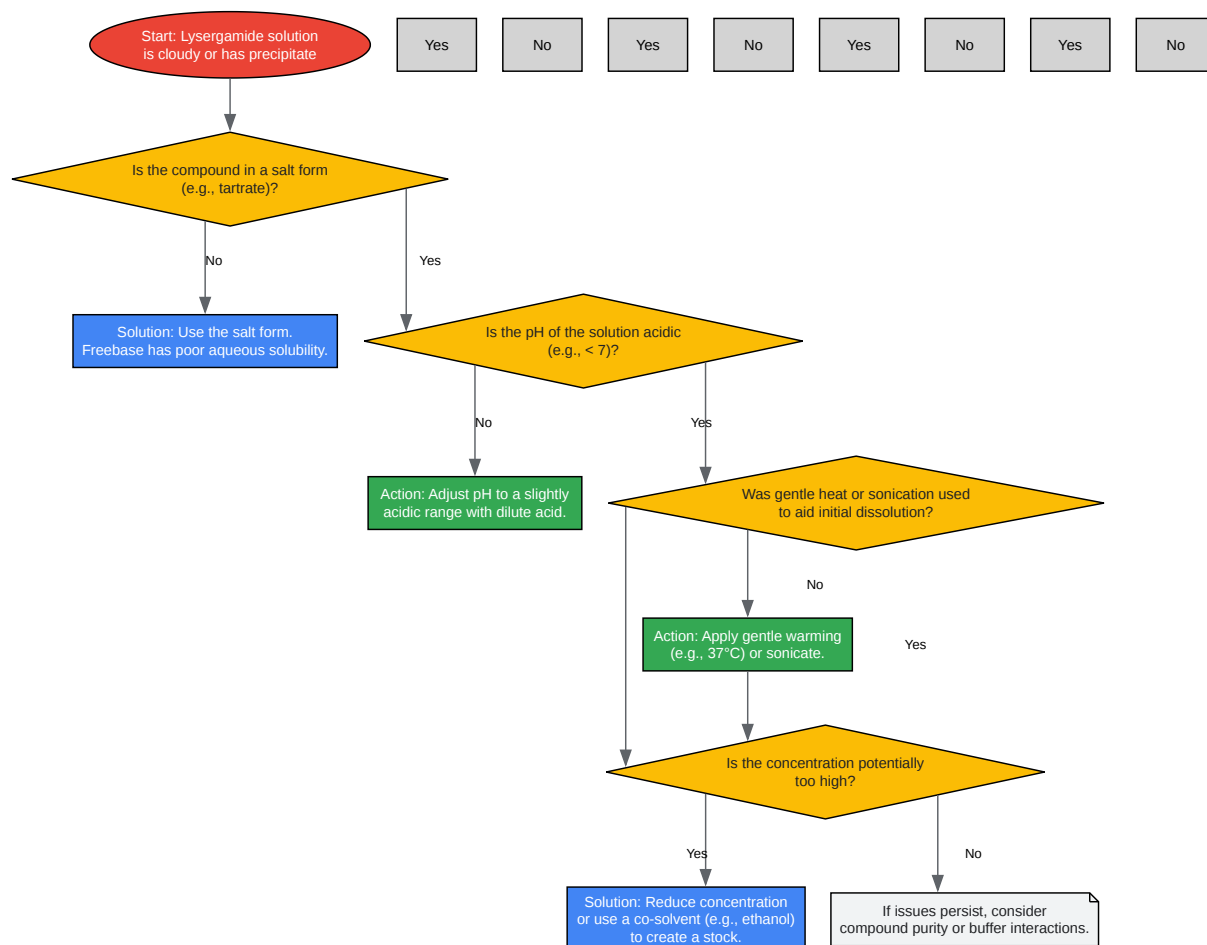 Start: Lysergamide solution
is cloudy or has precipitate
Yes
No
Yes
No
Yes
No
Yes
No
Is the compound in a salt form
(e.g., tartrate)?
No
Yes
Solution: Use the salt form.
Freebase has poor aqueous solubility.
Is the pH of the solution acidic
(e.g., < 7)?
No
Yes
Action: Adjust pH to a slightly
acidic range with dilute acid.
Was gentle heat or sonication used
to aid initial dissolution?
No
Action: Apply gentle warming
(e.g., 37°C) or sonicate.
Yes
Is the concentration potentially
too high?
Yes
No
Solution: Reduce concentration
or use a co-solvent (e.g., ethanol)
to create a stock.
If issues persist, consider
compound purity or buffer interactions.